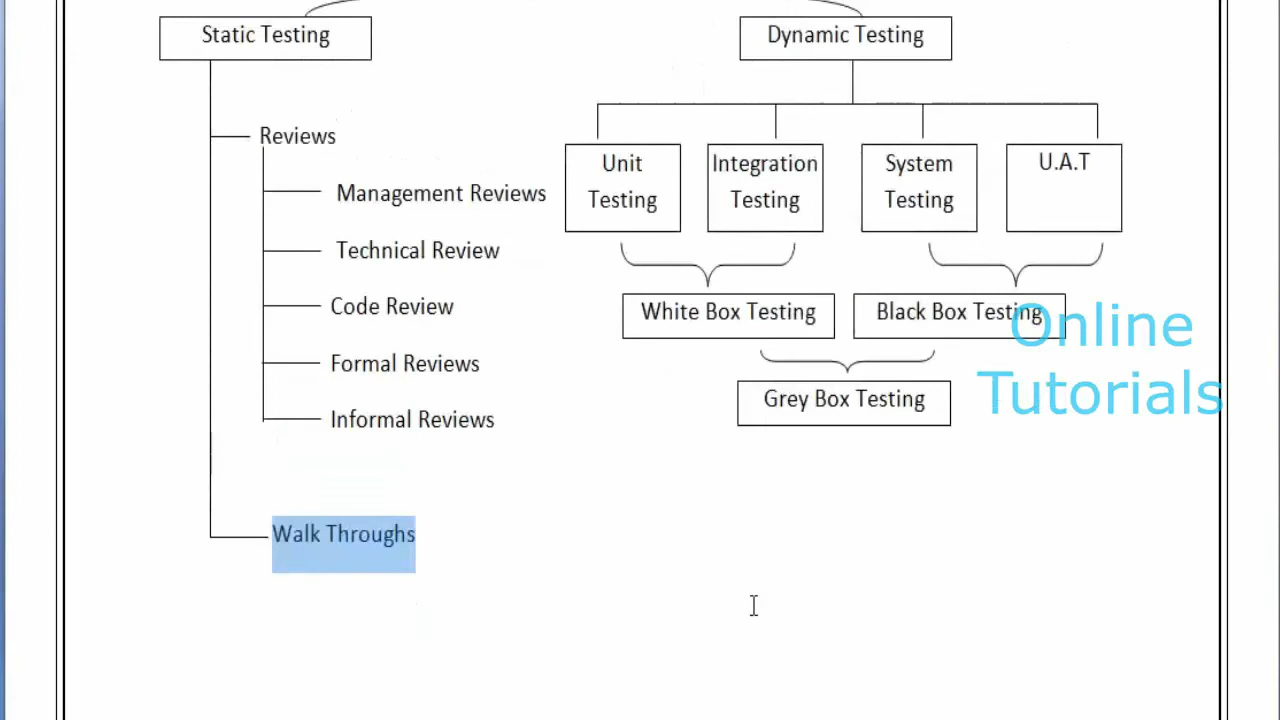 Static Testing
Dynamic Testing
Reviews
Management Reviews
Technical Review
Code Review
Formal Reviews
Informal Reviews
Walk Throughs
Unit
Testing
Integration
Testing
System
Testing
U.A.T
White Box Testing
Black Box Testing
Grey Box Testing
Online
Tutorials